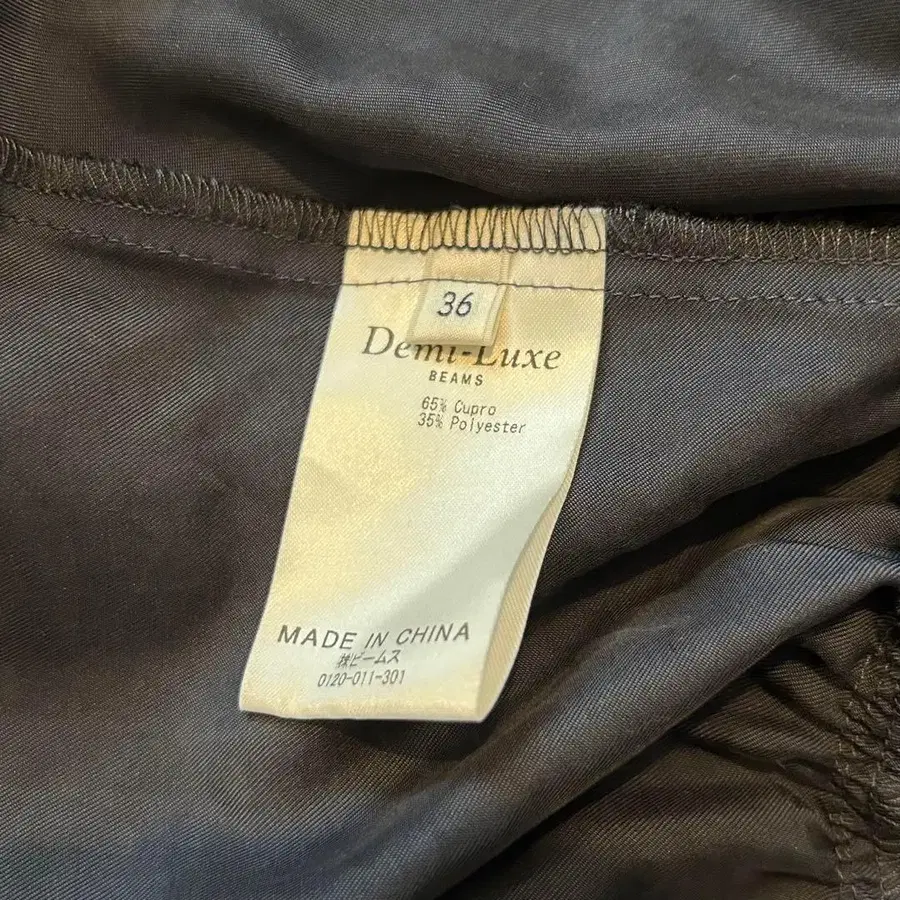 36
Demi-Luxe
BEAMS
65% Cupro
35% Polyester
MADE IN CHINA
㈱ビームス
0120-011-301